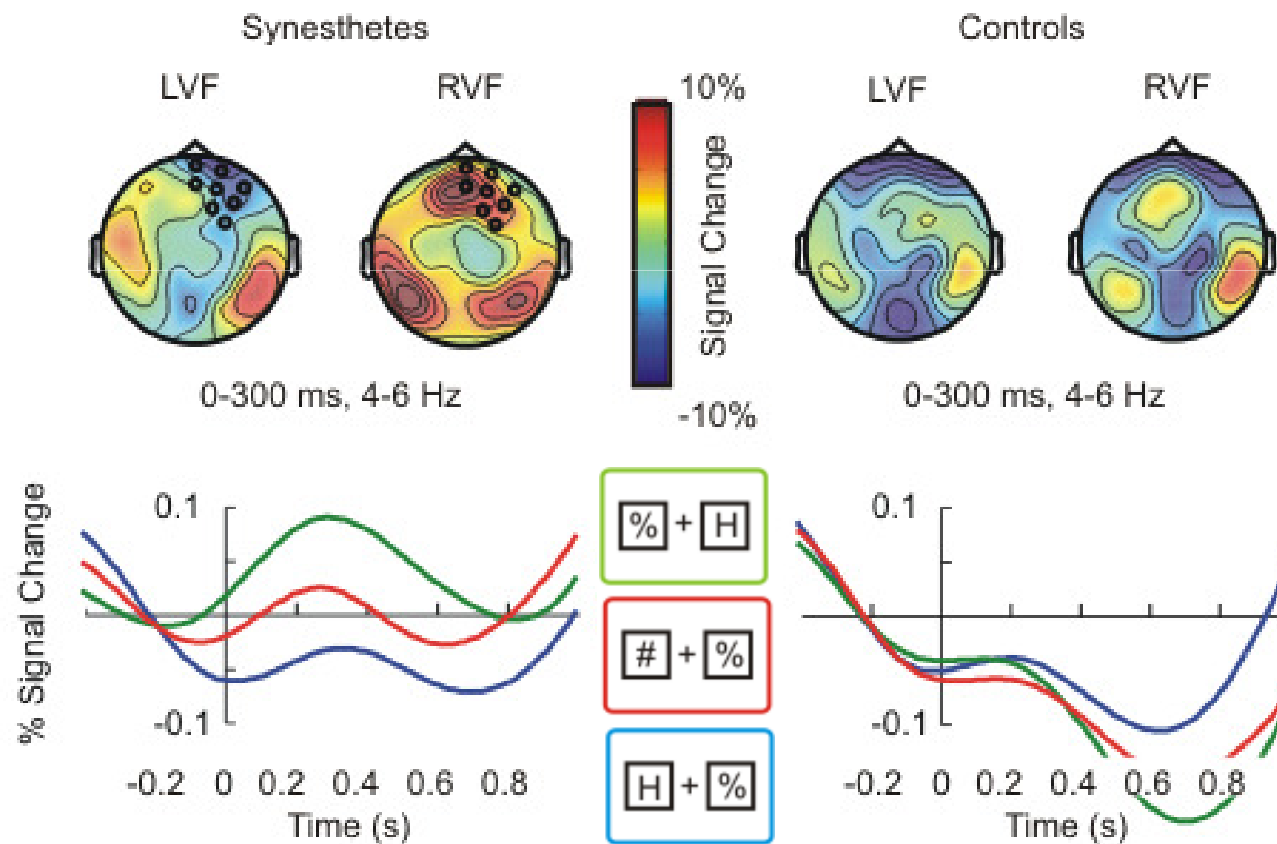 Synesthetes
Controls
LVF
RVF
10%
LVF
RVF
Signal Change
-10%
0-300 ms, 4-6 Hz
0-300 ms, 4-6 Hz
% Signal Change
0.1
-0.1
-0.2 0 0.2 0.4 0.6 0.8
Time (s)
% + H
# + %
H + %
0.1
-0.1
-0.2 0 0.2 0.4 0.6 0.8
Time (s)